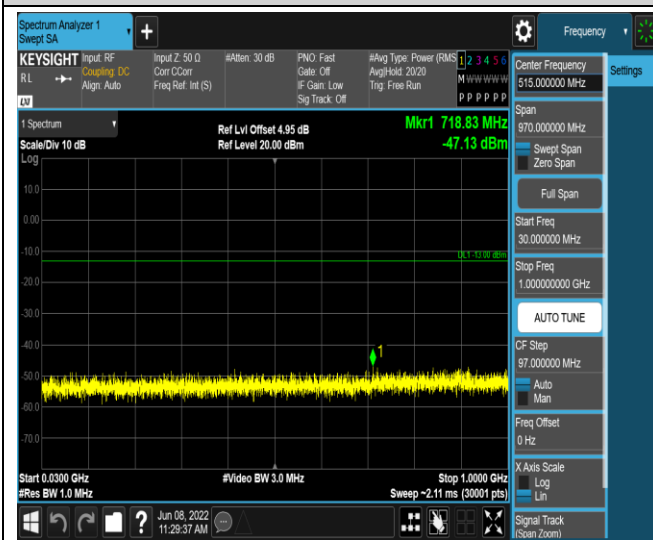 Spectrum Analyzer 1
Swept SA
Frequency
KEYSIGHT
RL
LXI
Input: RF
Coupling: DC
Align: Auto
Input Z: 50 Ω
Corr CCorr
Freq Ref: Int (S)
#Atten: 30 dB
PNO: Fast
Gate: Off
IF Gain: Low
Sig Track: Off
#Avg Type: Power (RMS
Avg|Hold: 20/20
Trig: Free Run
1 2 3 4 5 6
M W W W W W
P P P P P P
1 Spectrum
Scale/Div 10 dB
Log
Ref Lvl Offset 4.95 dB
Ref Level 20.00 dBm
Mkr1 718.83 MHz
-47.13 dBm
10.0
0.00
-10.0
DL1 -13.00 dBm
-20.0
-30.0
-40.0
1
-50.0
-60.0
-70.0
Start 0.0300 GHz
#Res BW 1.0 MHz
#Video BW 3.0 MHz
Stop 1.0000 GHz
Sweep ~2.11 ms (30001 pts)
?
Jun 08, 2022
11:29:37 AM
Center Frequency
515.000000 MHz
Settings
Span
970.000000 MHz
Swept Span
Zero Span
Full Span
Start Freq
30.000000 MHz
Stop Freq
1.000000000 GHz
AUTO TUNE
CF Step
97.000000 MHz
Auto
Man
Freq Offset
0 Hz
X Axis Scale
Log
Lin
Signal Track
(Span Zoom)